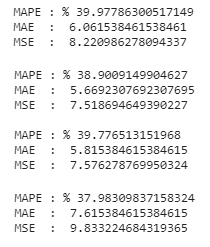 MAPE : % 39.97786300517149
MAE  :  6.061538461538461
MSE  :  8.220986278094337
MAPE : % 38.9009149904627
MAE  :  5.6692307692307695
MSE  :  7.518694649390227
MAPE : % 39.776513151968
MAE  :  5.815384615384615
MSE  :  7.576278769950324
MAPE : % 37.98309837158324
MAE  :  7.615384615384615
MSE  :  9.833224684319365